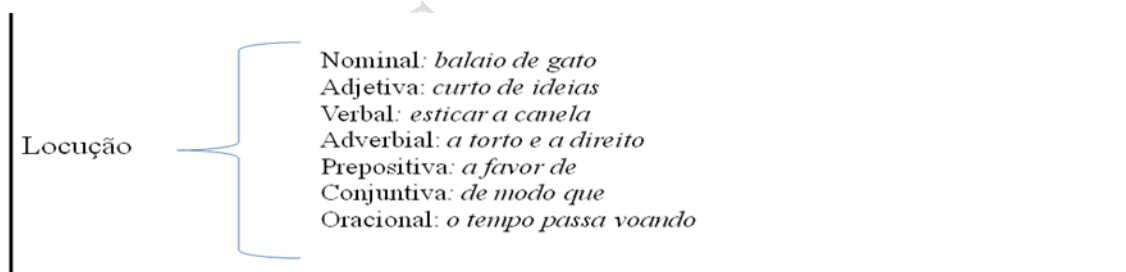 Locução
Nominal: balaio de gato
Adjetiva: curto de ideias
Verbal: esticar a canela
Adverbial: a torto e a direito
Prepositiva: a favor de
Conjuntiva: de modo que
Oracional: o tempo passa voando